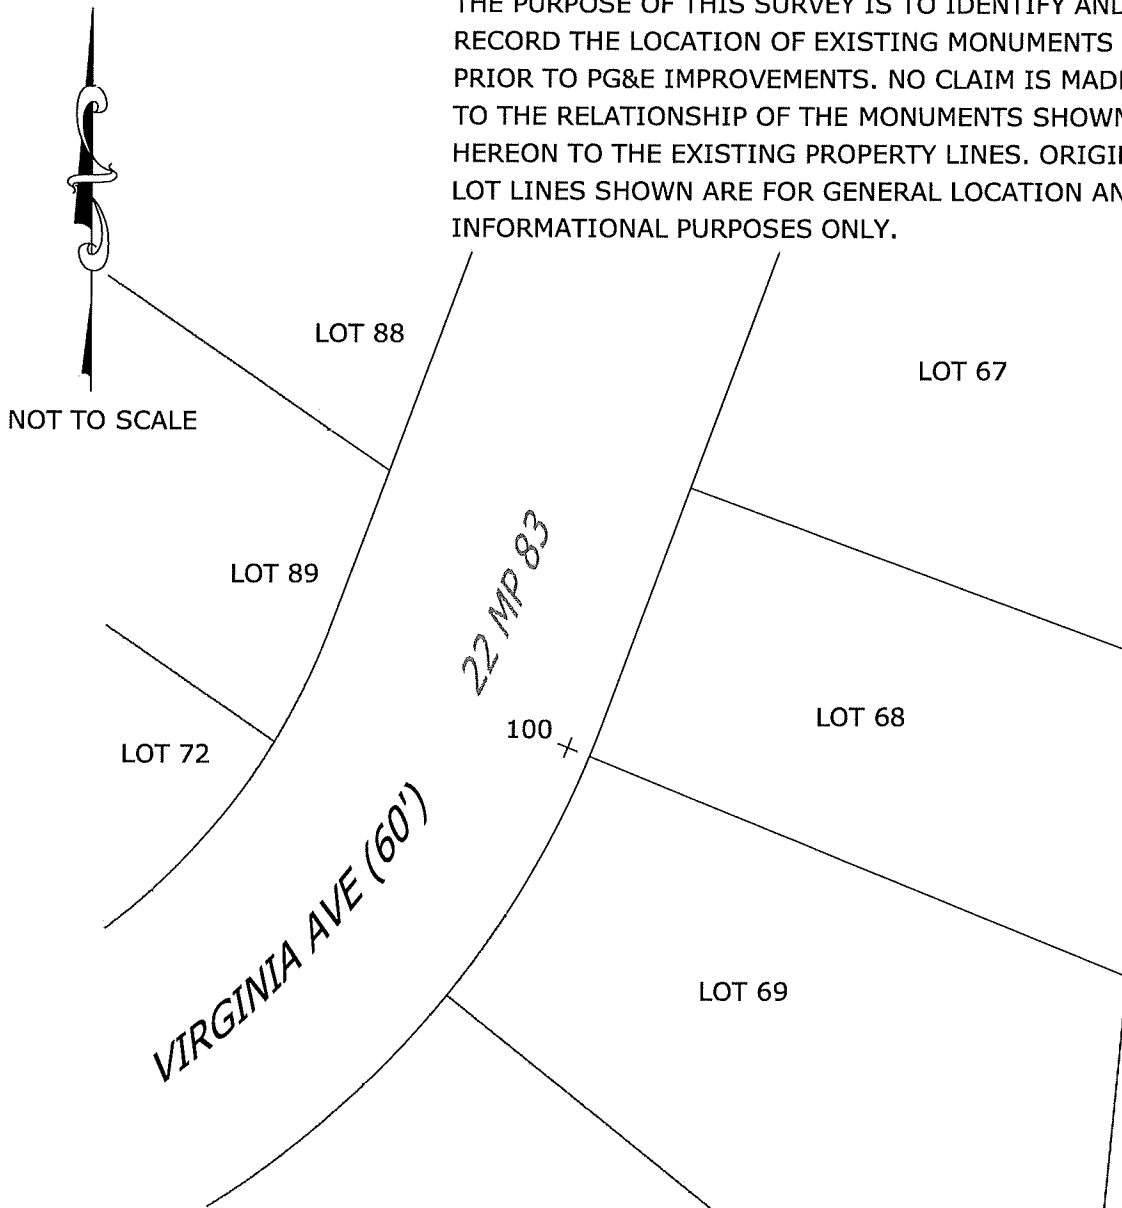 THE PURPOSE OF THIS SURVEY IS TO IDENTIFY AND
RECORD THE LOCATION OF EXISTING MONUMENTS
PRIOR TO PG&E IMPROVEMENTS. NO CLAIM IS MADE
TO THE RELATIONSHIP OF THE MONUMENTS SHOWN
HEREON TO THE EXISTING PROPERTY LINES.
LOT LINES SHOWN ARE FOR GENERAL LOCATION
INFORMATIONAL PURPOSES ONLY.
LOT 88
LOT 67
NOT TO SCALE
LOT 89
22 MP 83
LOT 68
100
LOT 72
VIRGINIA AVE (60')
LOT 69